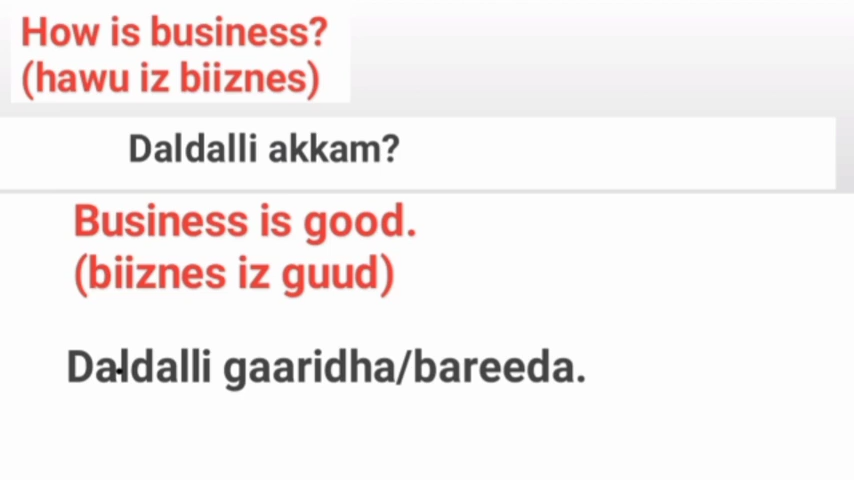 How is business?
(hawu iz biiznes)
Daldalli akkam?
Business is good.
(biiznes iz guud)
Daldalli gaaridha/bareeda.